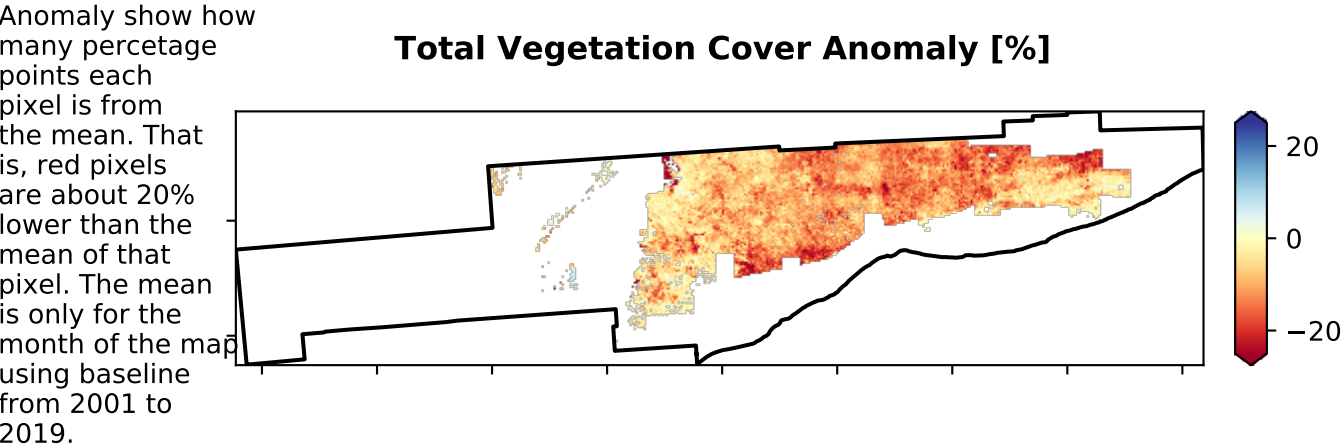 Anomaly show how
many percetage
points each
pixel is from
the mean. That
is, red pixels
are about 20%
lower than the
mean of that
pixel. The mean
is only for the
month of the map
using baseline
from 2001 to
2019.
Total Vegetation Cover Anomaly [%]
20
0
−20